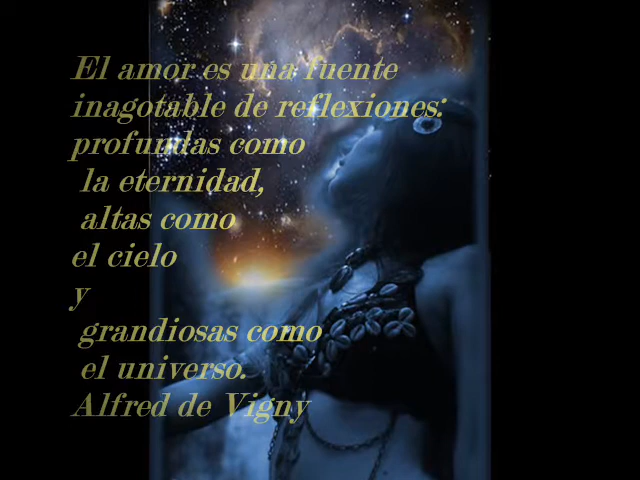 El amor es una fuente
inagotable de reflexiones:
profundas como
la eternidad,
altas como
el cielo
y
grandiosas como
el universo.
Alfred de Vigny